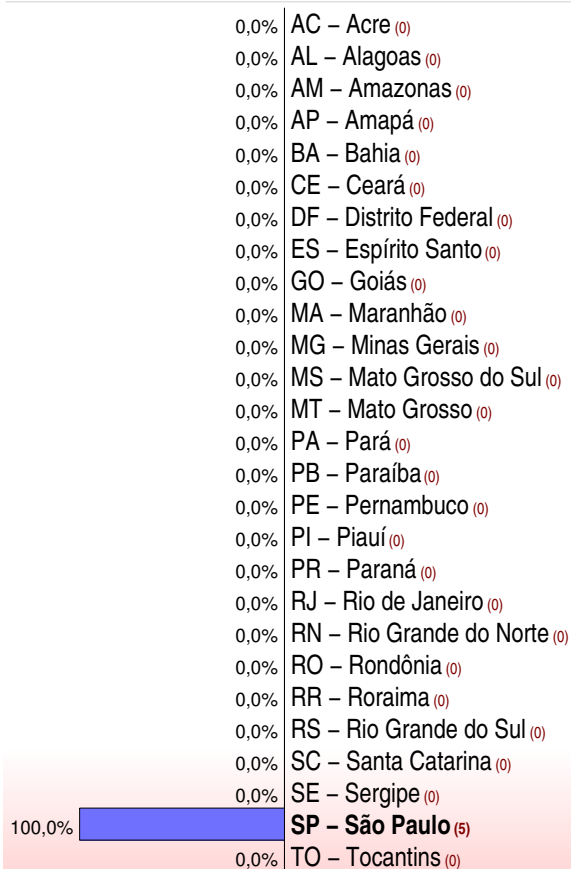 0,0% AC – Acre (0)
0,0% AL – Alagoas (0)
0,0% AM – Amazonas (0)
0,0% AP – Amapá (0)
0,0% BA – Bahia (0)
0,0% CE – Ceará (0)
0,0% DF – Distrito Federal (0)
0,0% ES – Espírito Santo (0)
0,0% GO – Goiás (0)
0,0% MA – Maranhão (0)
0,0% MG – Minas Gerais (0)
0,0% MS – Mato Grosso do Sul (0)
0,0% MT – Mato Grosso (0)
0,0% PA – Pará (0)
0,0% PB – Paraíba (0)
0,0% PE – Pernambuco (0)
0,0% PI – Piauí (0)
0,0% PR – Paraná (0)
0,0% RJ – Rio de Janeiro (0)
0,0% RN – Rio Grande do Norte (0)
0,0% RO – Rondônia (0)
0,0% RR – Roraima (0)
0,0% RS – Rio Grande do Sul (0)
0,0% SC – Santa Catarina (0)
0,0% SE – Sergipe (0)
100,0% SP – São Paulo (5)
0,0% TO – Tocantins (0)